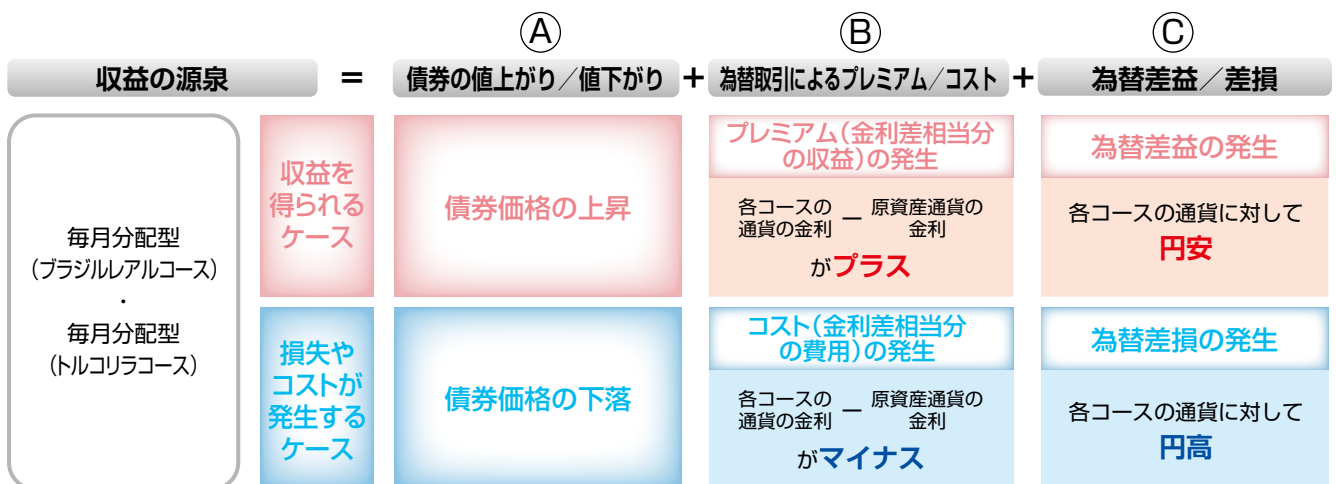 Ⓐ Ⓑ Ⓒ
収益の源泉 = 債券の値上がり/値下がり + 為替取引によるプレミアム/コスト + 為替差益/差損
毎月分配型
(ブラジルレアルコース)
・
毎月分配型
(トルコリラコース)
収益を
得られる
ケース
債券価格の上昇
プレミアム(金利差相当分
の収益)の発生
各コースの
通貨の金利
ー
原資産通貨の
金利
がプラス
為替差益の発生
各コースの通貨に対して
円安
損失や
コストが
発生する
ケース
債券価格の下落
コスト(金利差相当分
の費用)の発生
各コースの
通貨の金利
ー
原資産通貨の
金利
がマイナス
為替差損の発生
各コースの通貨に対して
円高